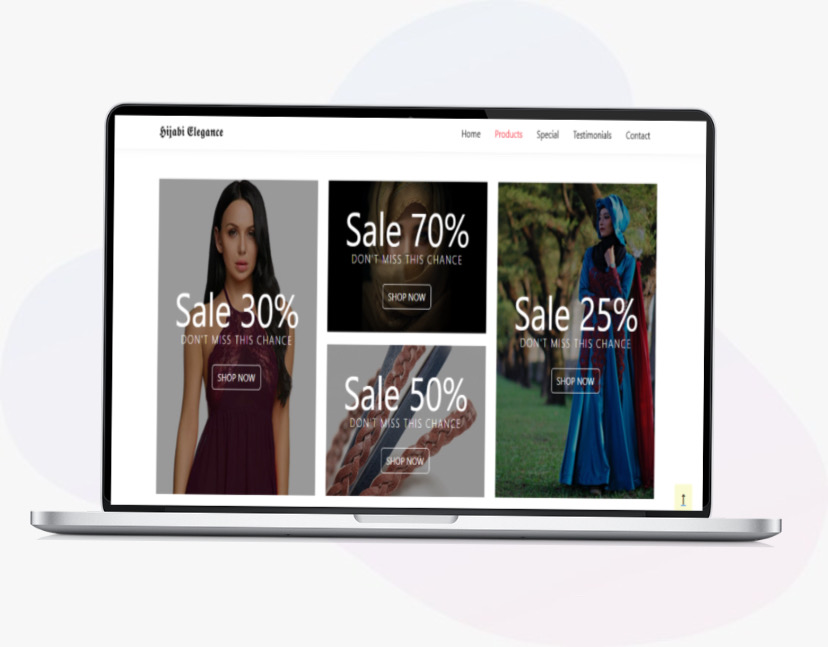 Hijabi Elegance
Home Products Special Testimonials Contact
Sale 30%
DON'T MISS THIS CHANCE
SHOP NOW
Sale 70%
DON'T MISS THIS CHANCE
SHOP NOW
Sale 50%
DON'T MISS THIS CHANCE
SHOP NOW
Sale 25%
DON'T MISS THIS CHANCE
SHOP NOW